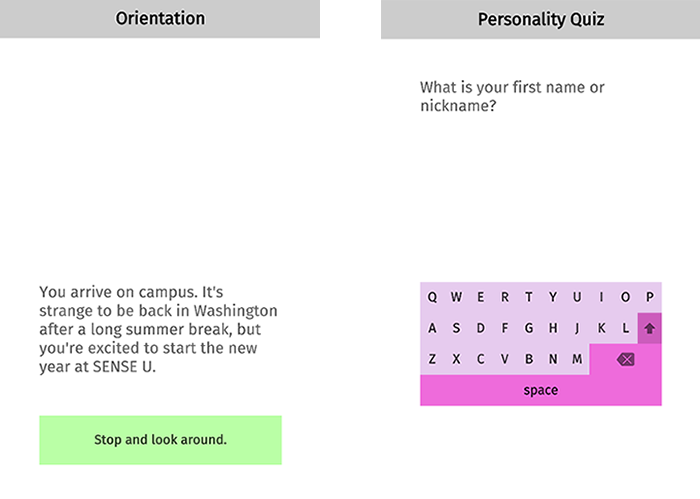 Orientation
You arrive on campus. It's
strange to be back in Washington
after a long summer break, but
you're excited to start the new
year at SENSE U.
Stop and look around.
Personality Quiz
What is your first name or
nickname?
Q W E R T Y U I O P
A S D F G H J K L
Z X C V B N M
space